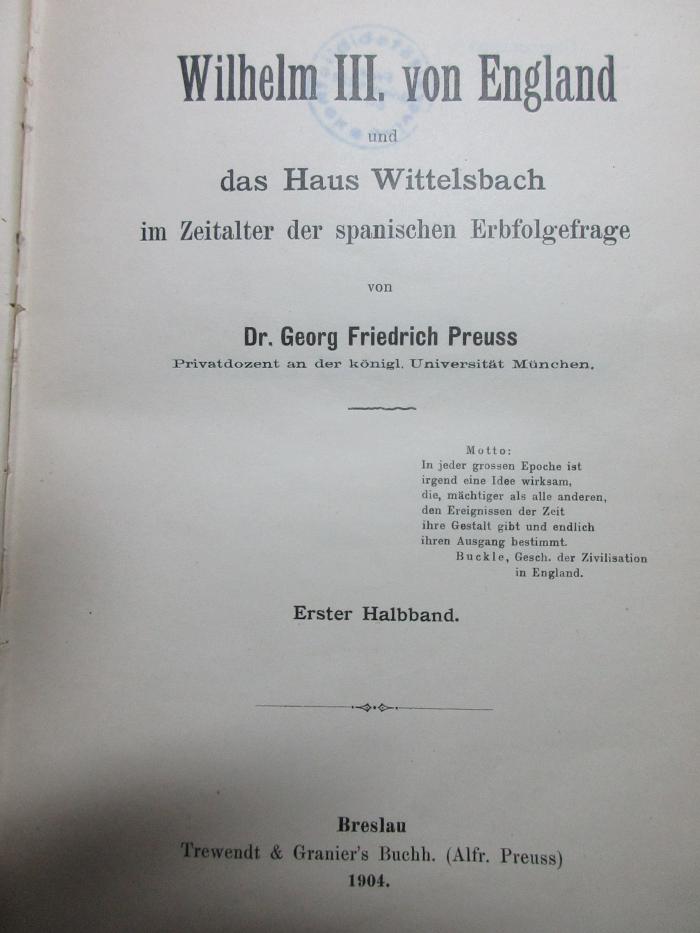 Wilhelm III. von England
und
das Haus Wittelsbach
im Zeitalter der spanischen Erbfolgefrage
von
Dr. Georg Friedrich Preuss
Privatdozent an der königl. Universität München.
Motto:
In jeder grossen Epoche ist
irgend eine Idee wirksam,
die, mächtiger als alle anderen,
den Ereignissen der Zeit
ihre Gestalt gibt und endlich
ihren Ausgang bestimmt.
Buckle, Gesch. der Zivilisation
in England.
Erster Halbband.
Breslau
Trewendt & Granier's Buchh. (Alfr. Preuss)
1904.